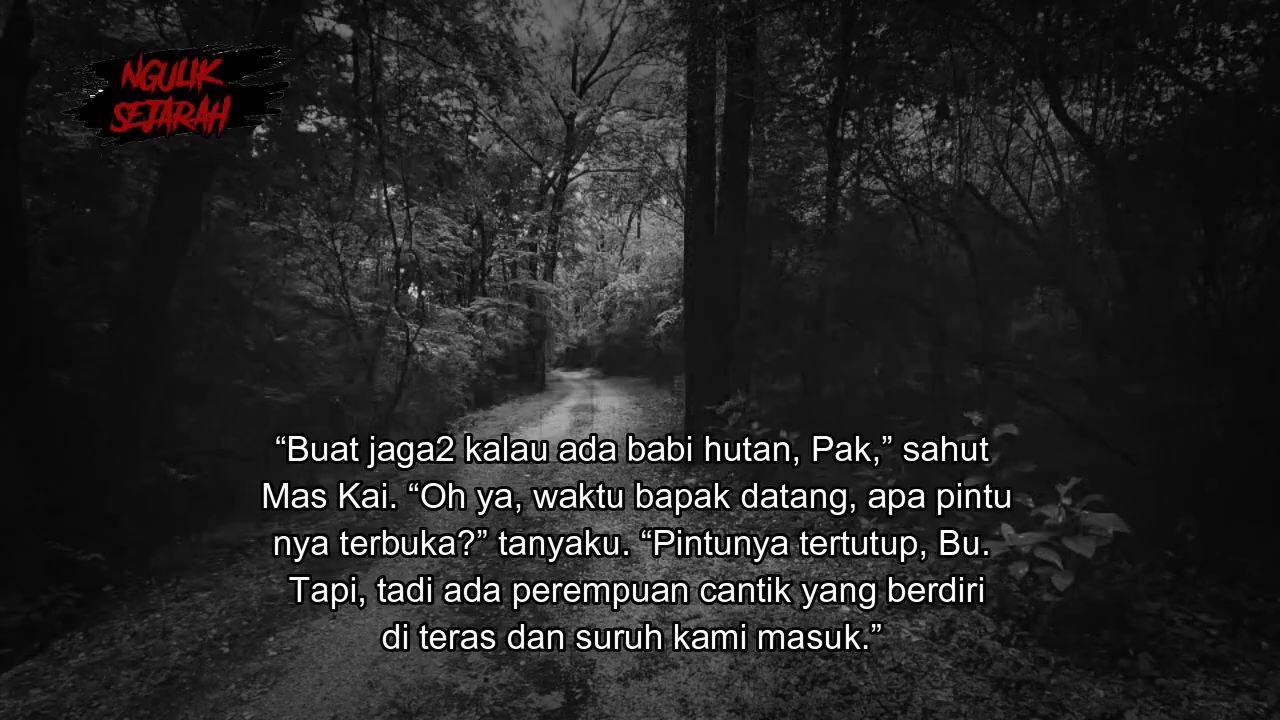 NGULIK
SEJARAH
“Buat jaga2 kalau ada babi hutan, Pak,” sahut
Mas Kai. “Oh ya, waktu bapak datang, apa pintu
nya terbuka?” tanyaku. “Pintunya tertutup, Bu.
Tapi, tadi ada perempuan cantik yang berdiri
di teras dan suruh kami masuk.”